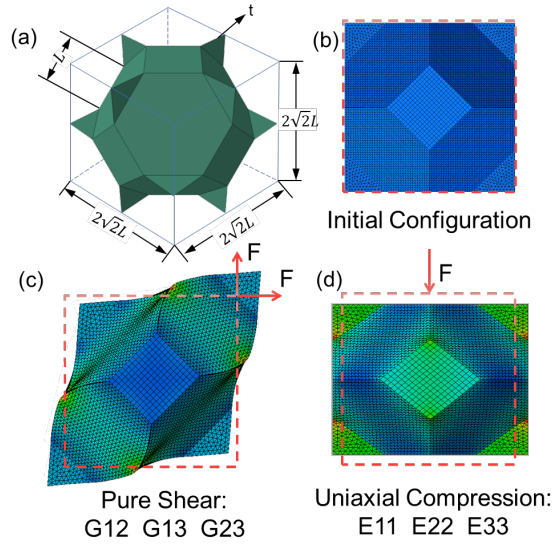 (a)
t
L
2√2L
2√2L
2√2L
(b)
Initial Configuration
(c)
F
F
Pure Shear:
G12 G13 G23
(d)
F
Uniaxial Compression:
E11 E22 E33